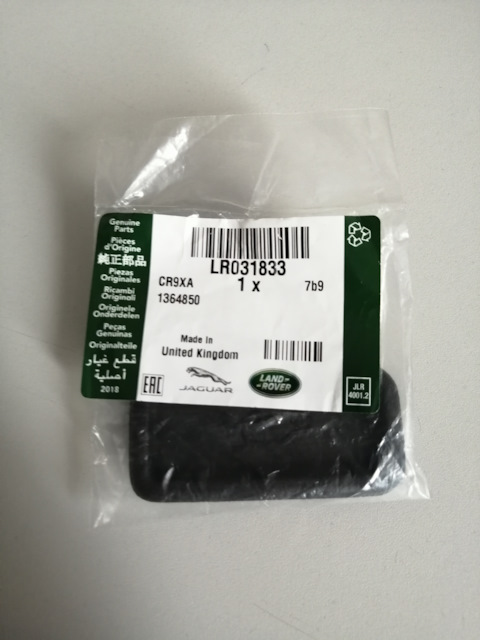 Genuine
Parts
Pièces
d'Origine
純正部品
Piezas
Originales
Ricambi
Originali
Originele
Onderdelen
Peças
Genuínas
Originalteile
قطع غيار
أصلية
2018
LR031833
CR9XA
1 x
7b9
1364850
Made in
United Kingdom
EAC
JAGUAR
LAND-
ROVER
JLR
4001.2